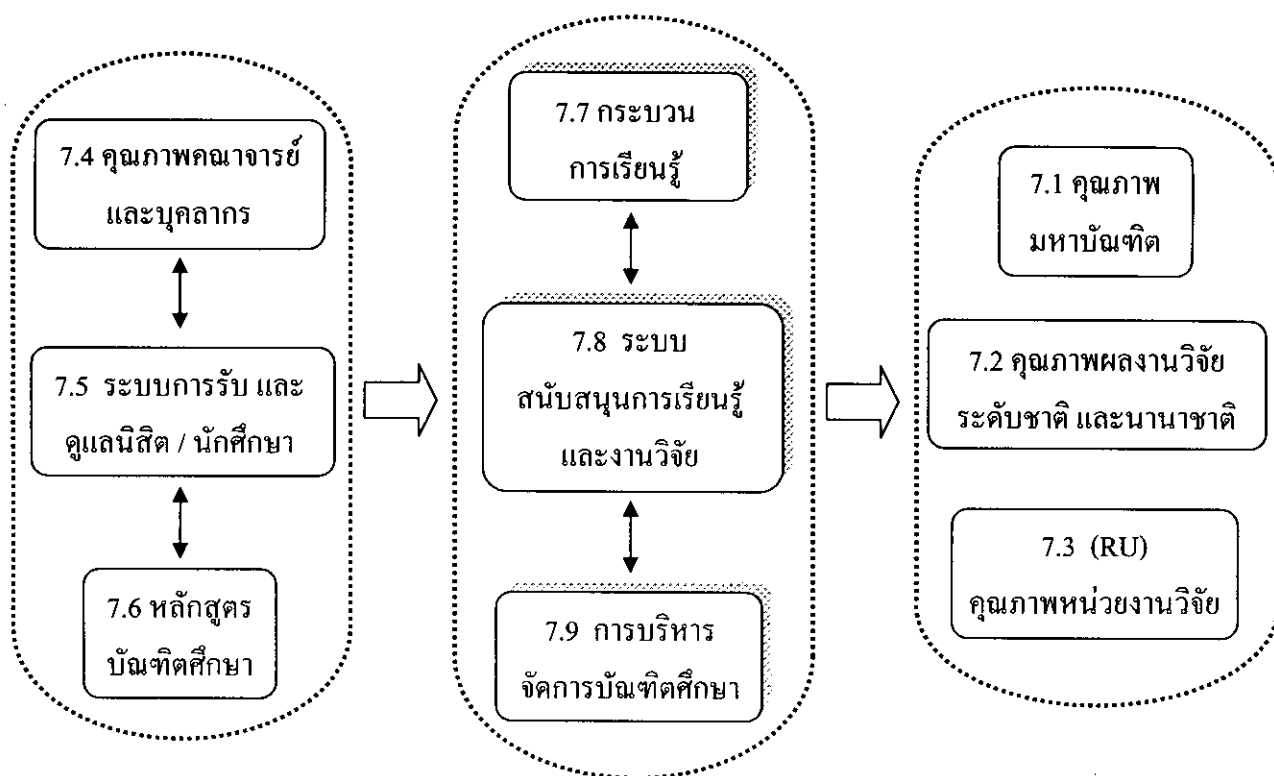 7.4 คุณภาพคณาจารย์
และบุคลากร
7.5 ระบบการรับ และ
ดูแลนิสิต / นักศึกษา
7.6 หลักสูตร
บัณฑิตศึกษา
7.7 กระบวน
การเรียนรู้
7.8 ระบบ
สนับสนุนการเรียนรู้
และงานวิจัย
7.9 การบริหาร
จัดการบัณฑิตศึกษา
7.1 คุณภาพ
มหาบัณฑิต
7.2 คุณภาพผลงานวิจัย
ระดับชาติ และนานาชาติ
7.3 (RU)
คุณภาพหน่วยงานวิจัย